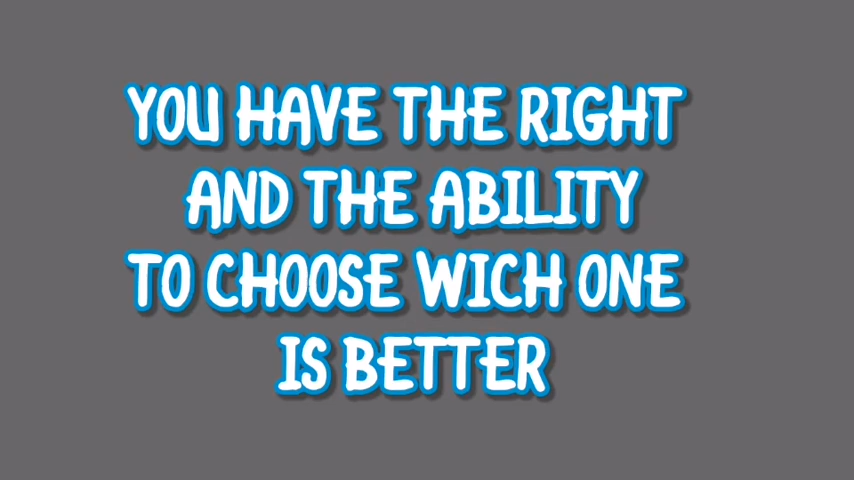 YOU HAVE THE RIGHT
AND THE ABILITY
TO CHOOSE WICH ONE
IS BETTER